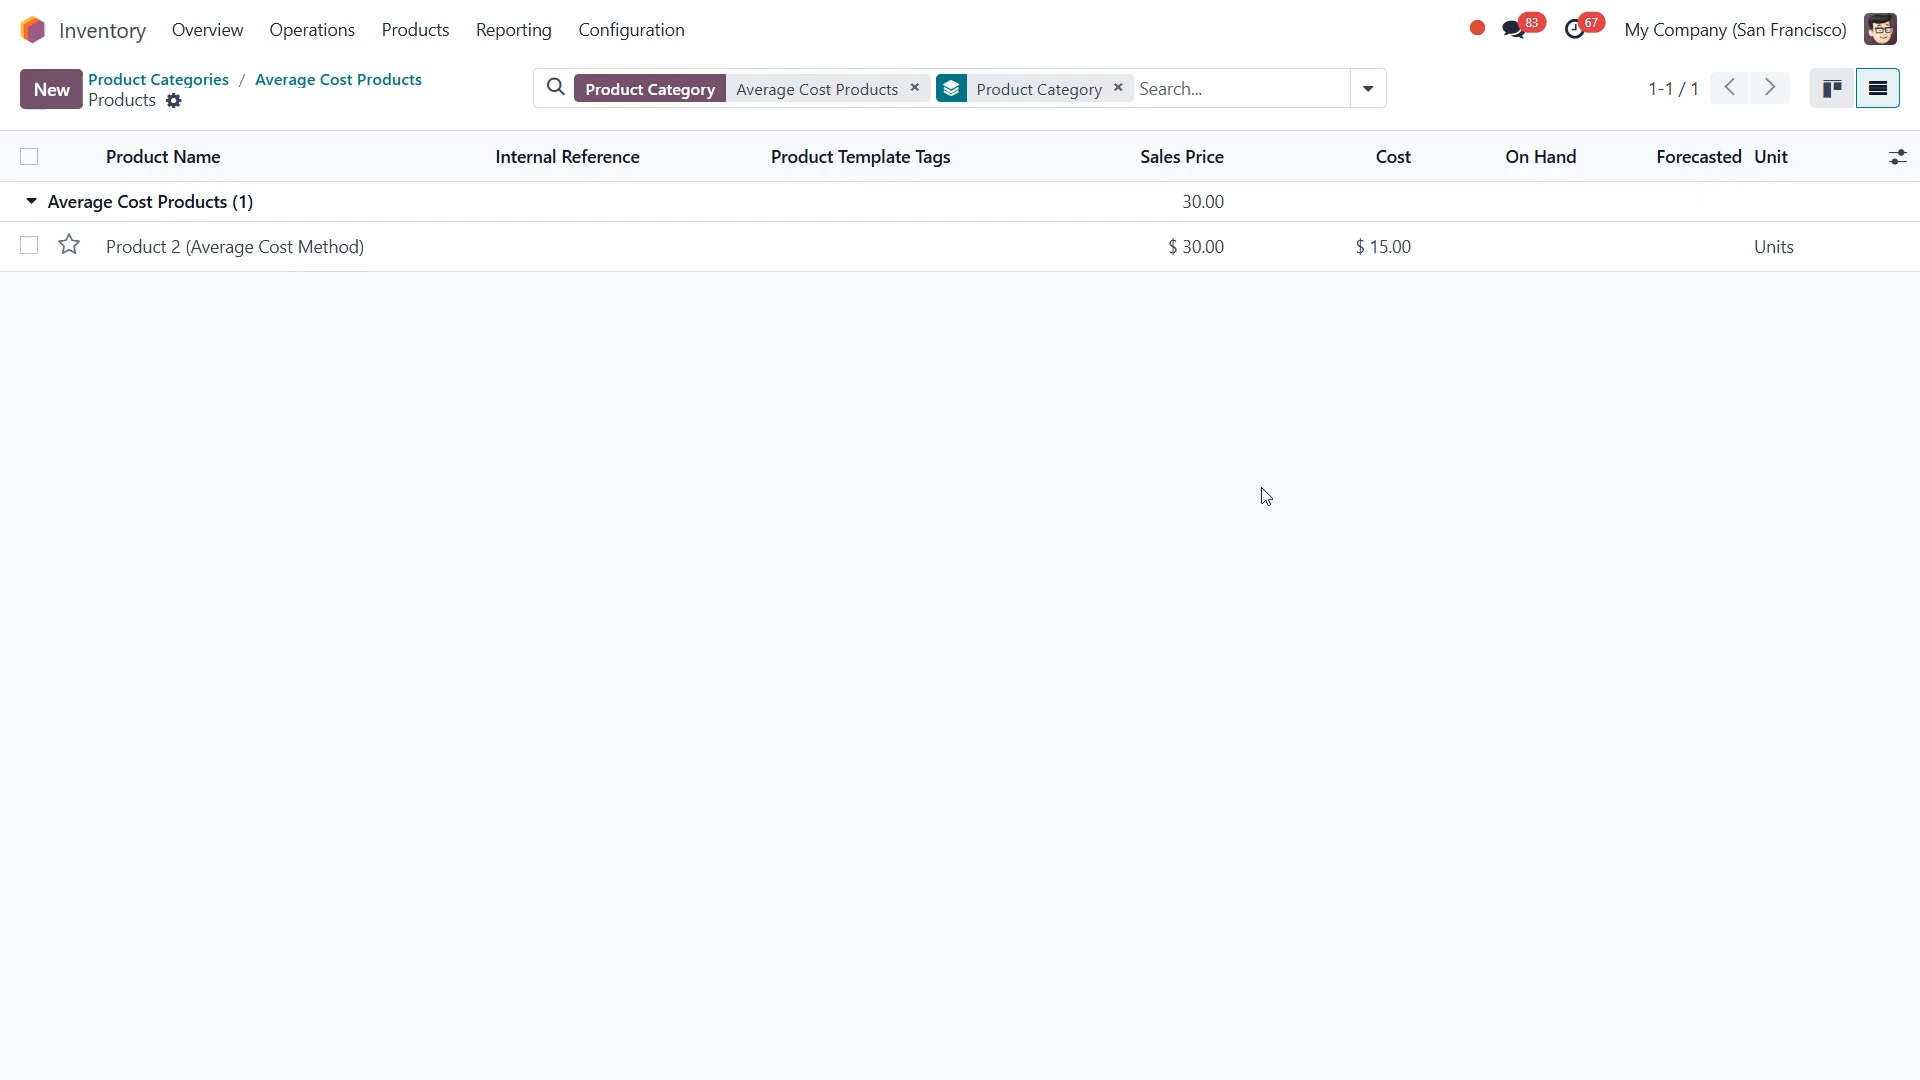 Inventory Overview Operations Products Reporting Configuration 83 67 My Company (San Francisco)
New Product Categories / Average Cost Products
Products
Product Category Average Cost Products × Product Category × Search...
1-1 / 1
Product Name Internal Reference Product Template Tags Sales Price Cost On Hand Forecasted Unit
Average Cost Products (1) 30.00
Product 2 (Average Cost Method) $ 30.00 $ 15.00 Units